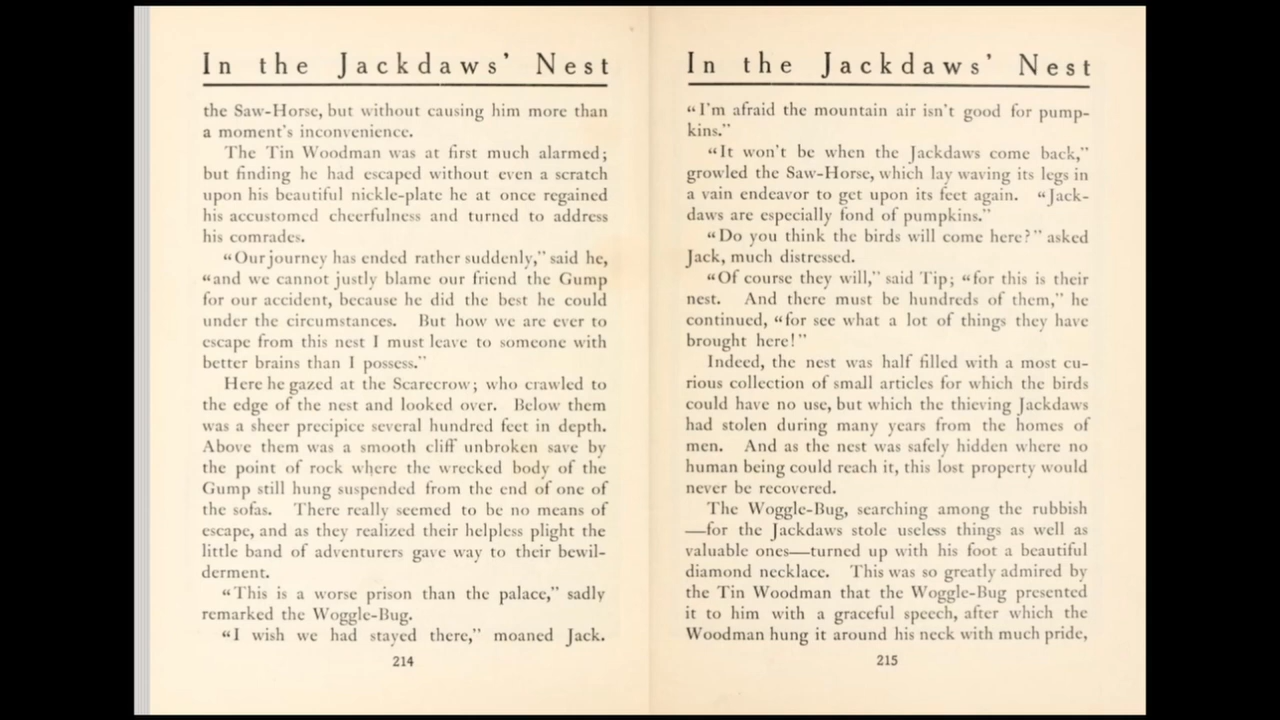 In the Jackdaws' Nest
the Saw-Horse, but without causing him more than
a moment's inconvenience.
The Tin Woodman was at first much alarmed;
but finding he had escaped without even a scratch
upon his beautiful nickle-plate he at once regained
his accustomed cheerfulness and turned to address
his comrades.
“Our journey has ended rather suddenly,” said he,
“and we cannot justly blame our friend the Gump
for our accident, because he did the best he could
under the circumstances. But how we are ever to
escape from this nest I must leave to someone with
better brains than I possess.”
Here he gazed at the Scarecrow; who crawled to
the edge of the nest and looked over. Below them
was a sheer precipice several hundred feet in depth.
Above them was a smooth cliff unbroken save by
the point of rock where the wrecked body of the
Gump still hung suspended from the end of one of
the sofas. There really seemed to be no means of
escape, and as they realized their helpless plight the
little band of adventurers gave way to their bewil-
derment.
“This is a worse prison than the palace,” sadly
remarked the Woggle-Bug.
“I wish we had stayed there,” moaned Jack.
214
In the Jackdaws' Nest
“I'm afraid the mountain air isn't good for pump-
kins.”
“It won't be when the Jackdaws come back,”
growled the Saw-Horse, which lay waving its legs in
a vain endeavor to get upon its feet again. “Jack-
daws are especially fond of pumpkins.”
“Do you think the birds will come here?” asked
Jack, much distressed.
“Of course they will,” said Tip; “for this is their
nest. And there must be hundreds of them,” he
continued, “for see what a lot of things they have
brought here!”
Indeed, the nest was half filled with a most cu-
rious collection of small articles for which the birds
could have no use, but which the thieving Jackdaws
had stolen during many years from the homes of
men. And as the nest was safely hidden where no
human being could reach it, this lost property would
never be recovered.
The Woggle-Bug, searching among the rubbish
—for the Jackdaws stole useless things as well as
valuable ones—turned up with his foot a beautiful
diamond necklace. This was so greatly admired by
the Tin Woodman that the Woggle-Bug presented
it to him with a graceful speech, after which the
Woodman hung it around his neck with much pride,
215